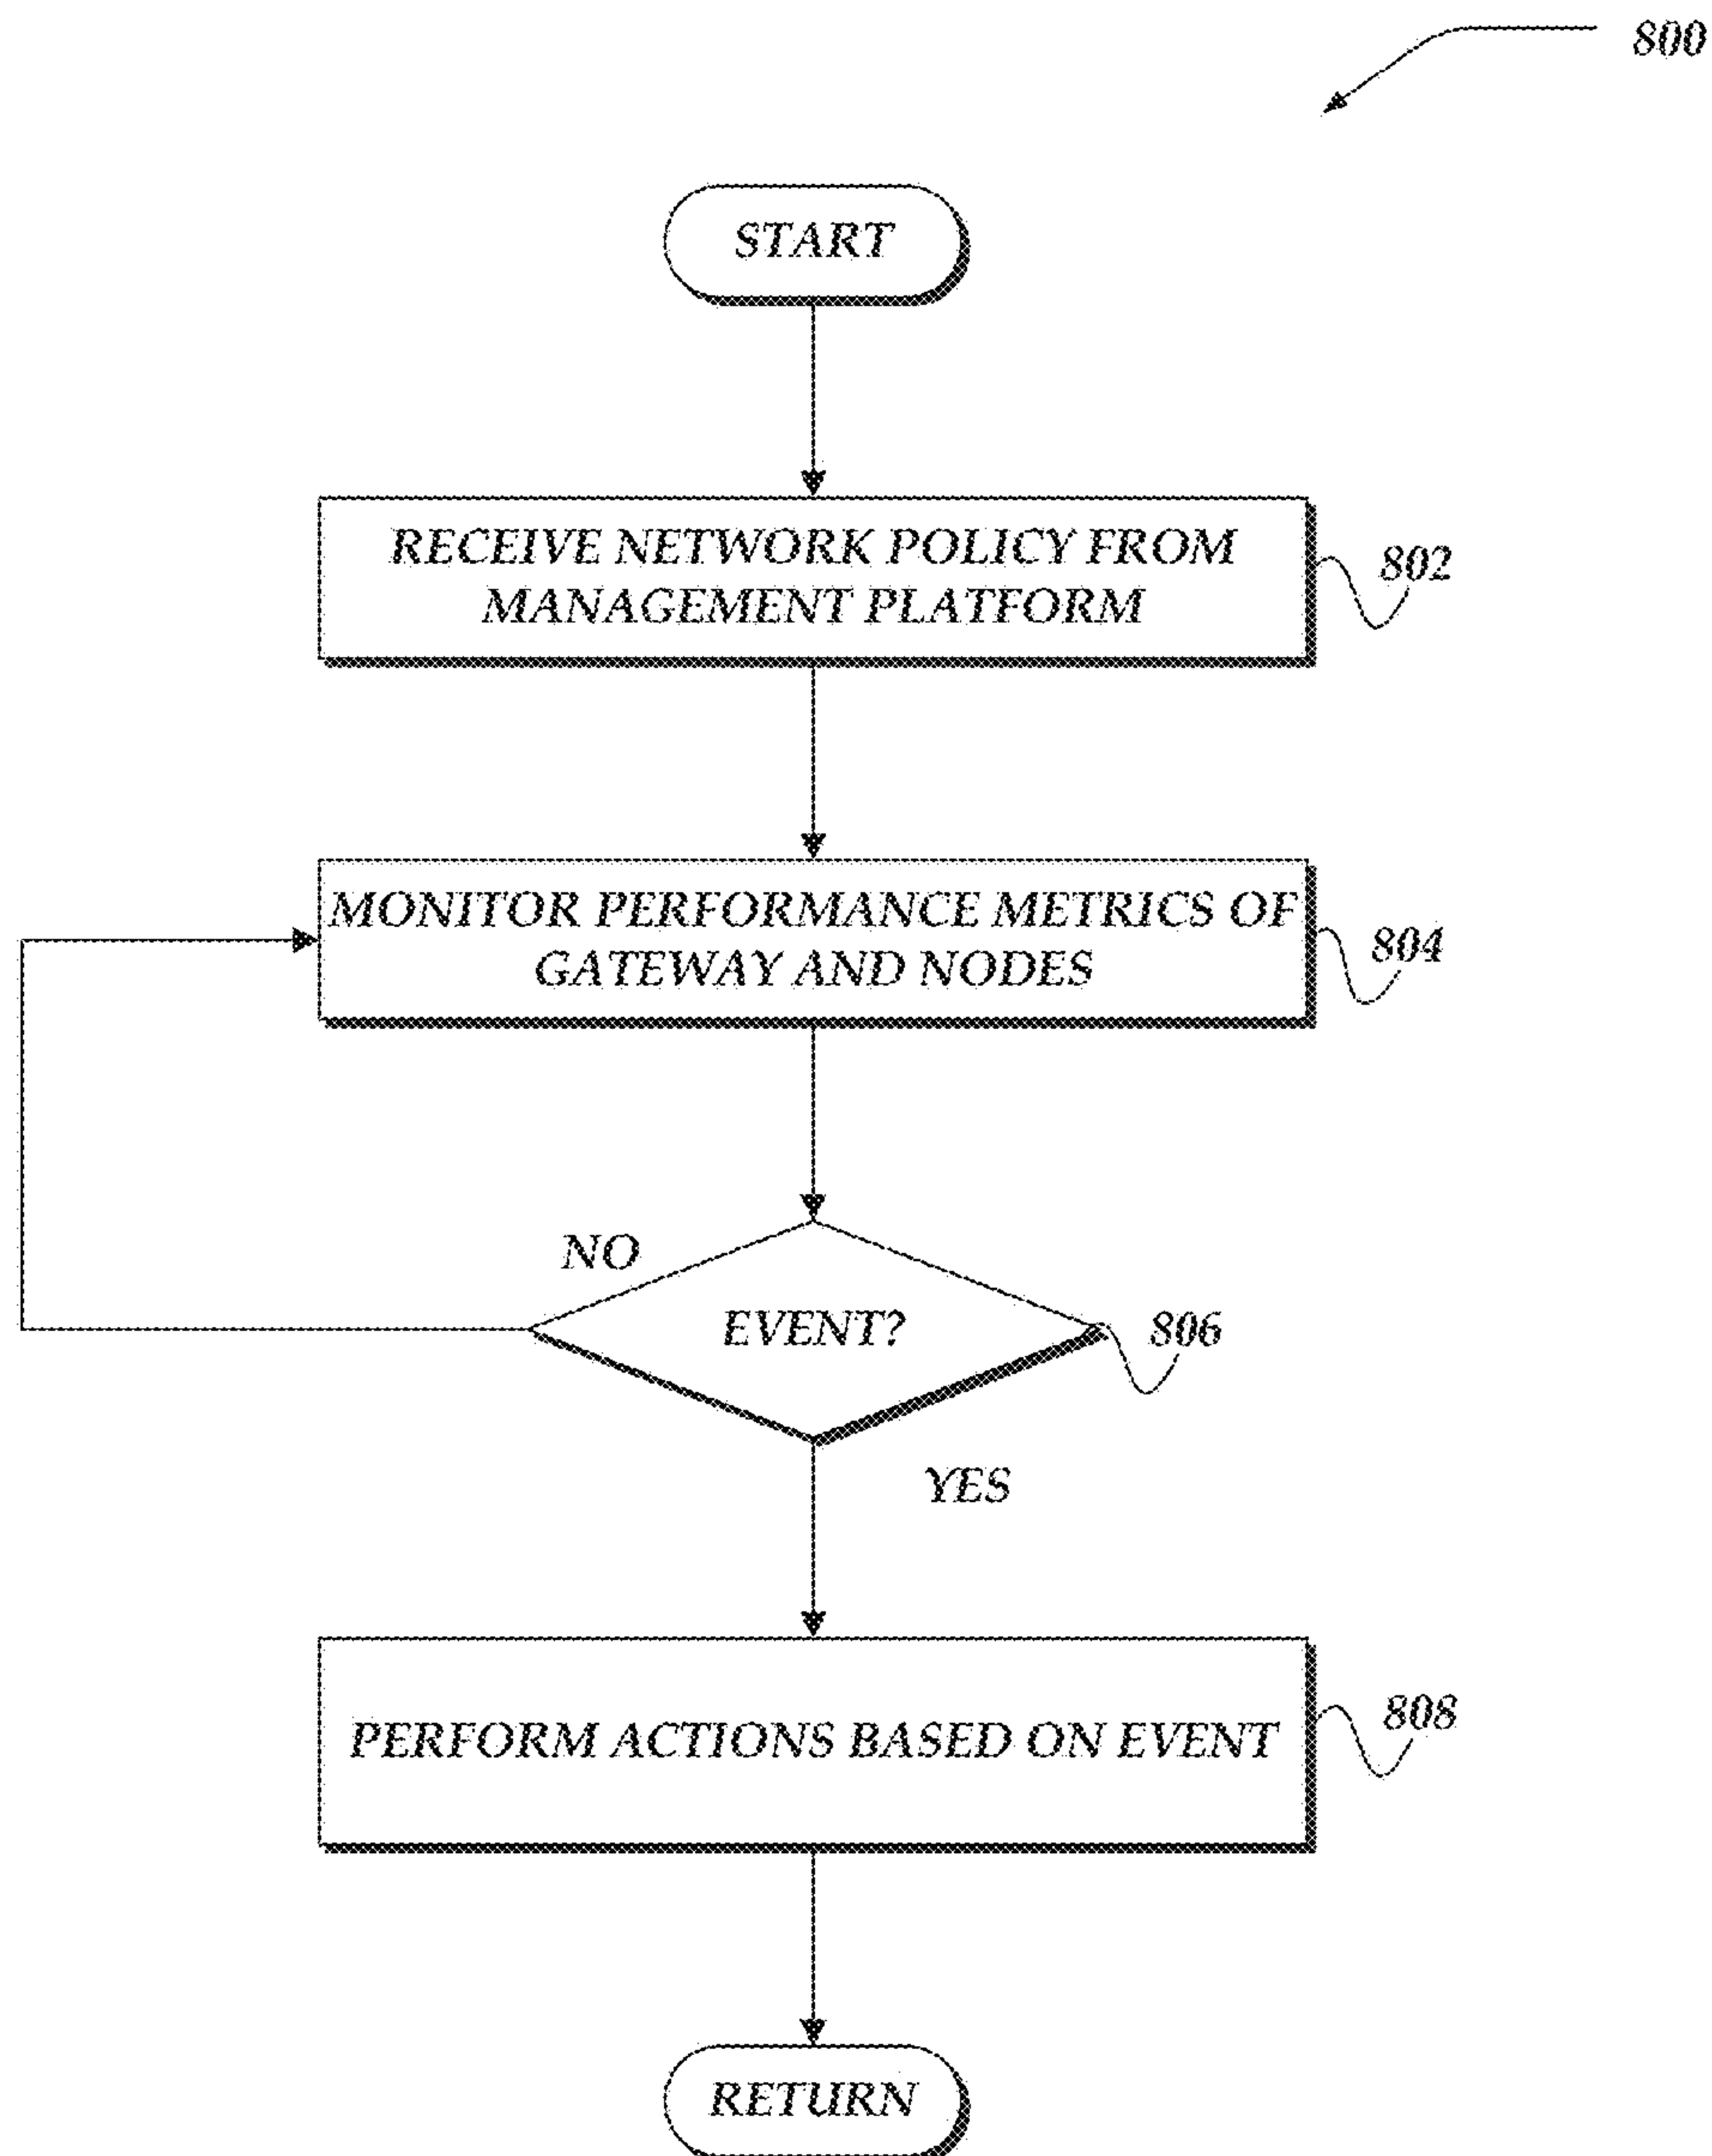 800
START
RECEIVE NETWORK POLICY FROM
MANAGEMENT PLATFORM
802
MONITOR PERFORMANCE METRICS OF
GATEWAY AND NODES
804
NO
EVENT?
806
YES
PERFORM ACTIONS BASED ON EVENT
808
RETURN